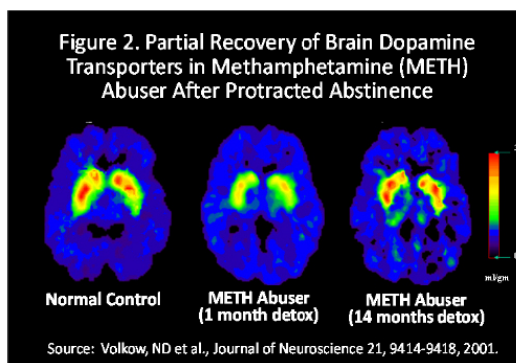 Figure 2. Partial Recovery of Brain Dopamine
Transporters in Methamphetamine (METH)
Abuser After Protracted Abstinence
ml/gm
Normal Control
METH Abuser
(1 month detox)
METH Abuser
(14 months detox)
Source: Volkow, ND et al., Journal of Neuroscience 21, 9414-9418, 2001.